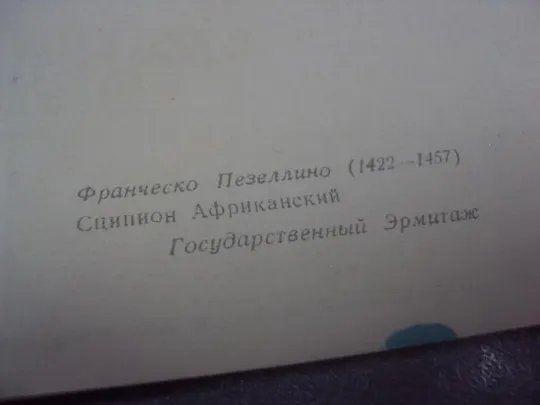 Франческо Пезеллино (1422—1457)
Сципион Африканский
Государственный Эрмитаж